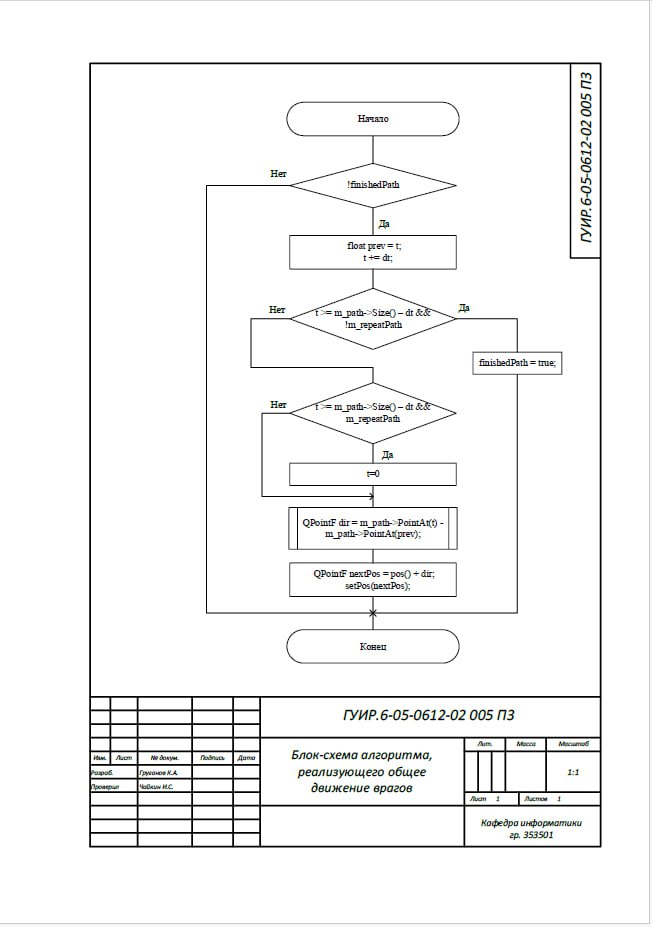 ГУИР.6-05-0612-02 005 ПЗ
Начало
Нет
!finishedPath
Да
float prev = t;
t += dt;
Нет
t >= m_path->Size() – dt &&
!m_repeatPath
Да
finishedPath = true;
Нет
t >= m_path->Size() – dt &&
m_repeatPath
Да
t=0
QPointF dir = m_path->PointAt(t) -
m_path->PointAt(prev);
QPointF nextPos = pos() + dir;
setPos(nextPos);
Конец
ГУИР.6-05-0612-02 005 ПЗ
Изм. Лист № докум. Подпись Дата
Разраб. Груганов К.А.
Проверил Чайкин И.С.
Блок-схема алгоритма,
реализующего общее
движение врагов
Лит. Масса Масштаб
1:1
Лист 1 Листов 1
Кафедра информатики
гр. 353501